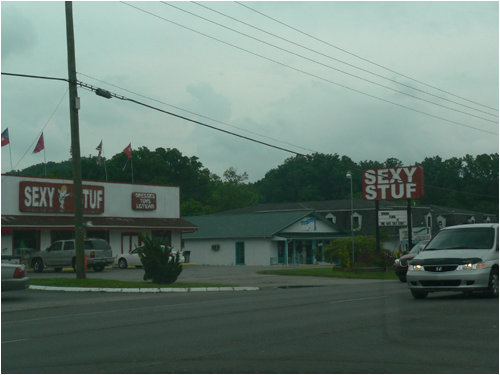 SEXY STUF
DRESSES
TOYS
LOTIONS
SEXY
STUF